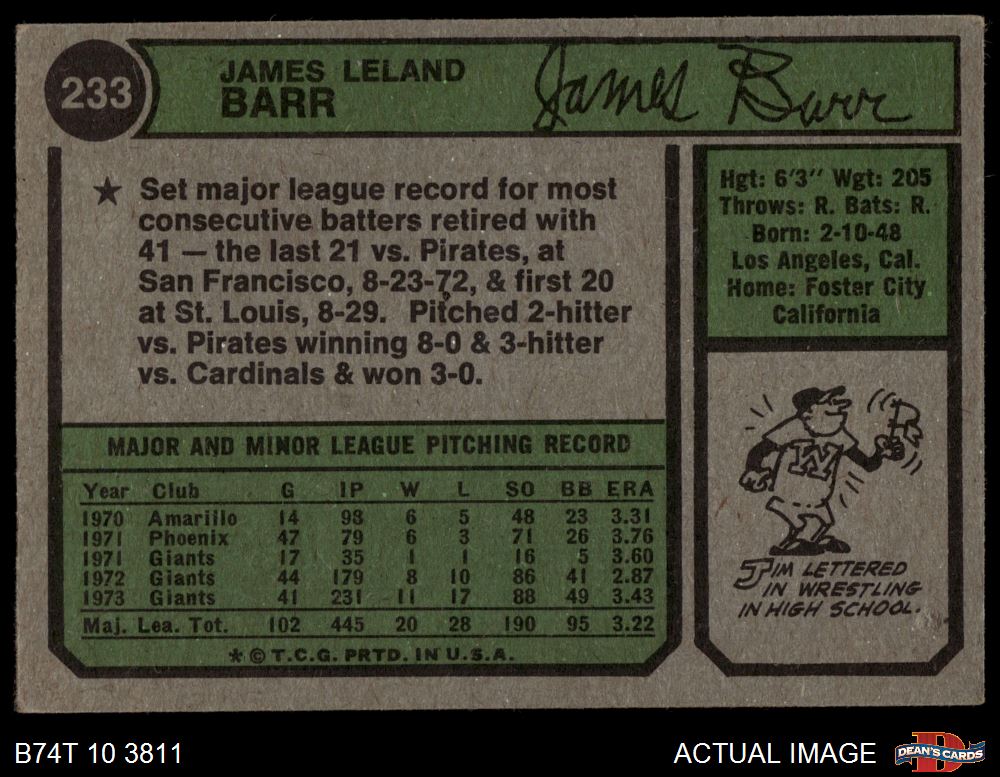 233
JAMES LELAND
BARR
James Barr
★ Set major league record for most
consecutive batters retired with
41 — the last 21 vs. Pirates, at
San Francisco, 8-23-72, & first 20
at St. Louis, 8-29. Pitched 2-hitter
vs. Pirates winning 8-0 & 3-hitter
vs. Cardinals & won 3-0.
Hgt: 6'3" Wgt: 205
Throws: R. Bats: R.
Born: 2-10-48
Los Angeles, Cal.
Home: Foster City
California
MAJOR AND MINOR LEAGUE PITCHING RECORD
Year Club G IP W L SO BB ERA
1970 Amarillo 14 98 6 5 48 23 3.31
1971 Phoenix 47 79 6 3 71 26 3.76
1971 Giants 17 35 1 1 16 5 3.60
1972 Giants 44 179 8 10 86 41 2.87
1973 Giants 41 231 11 17 88 49 3.43
Maj. Lea. Tot. 102 445 20 28 190 95 3.22
* © T.C.G. PRTD. IN U.S.A.
W
JIM LETTERED
IN WRESTLING
IN HIGH SCHOOL.
B74T 10 3811
ACTUAL IMAGE
DEAN'S CARDS